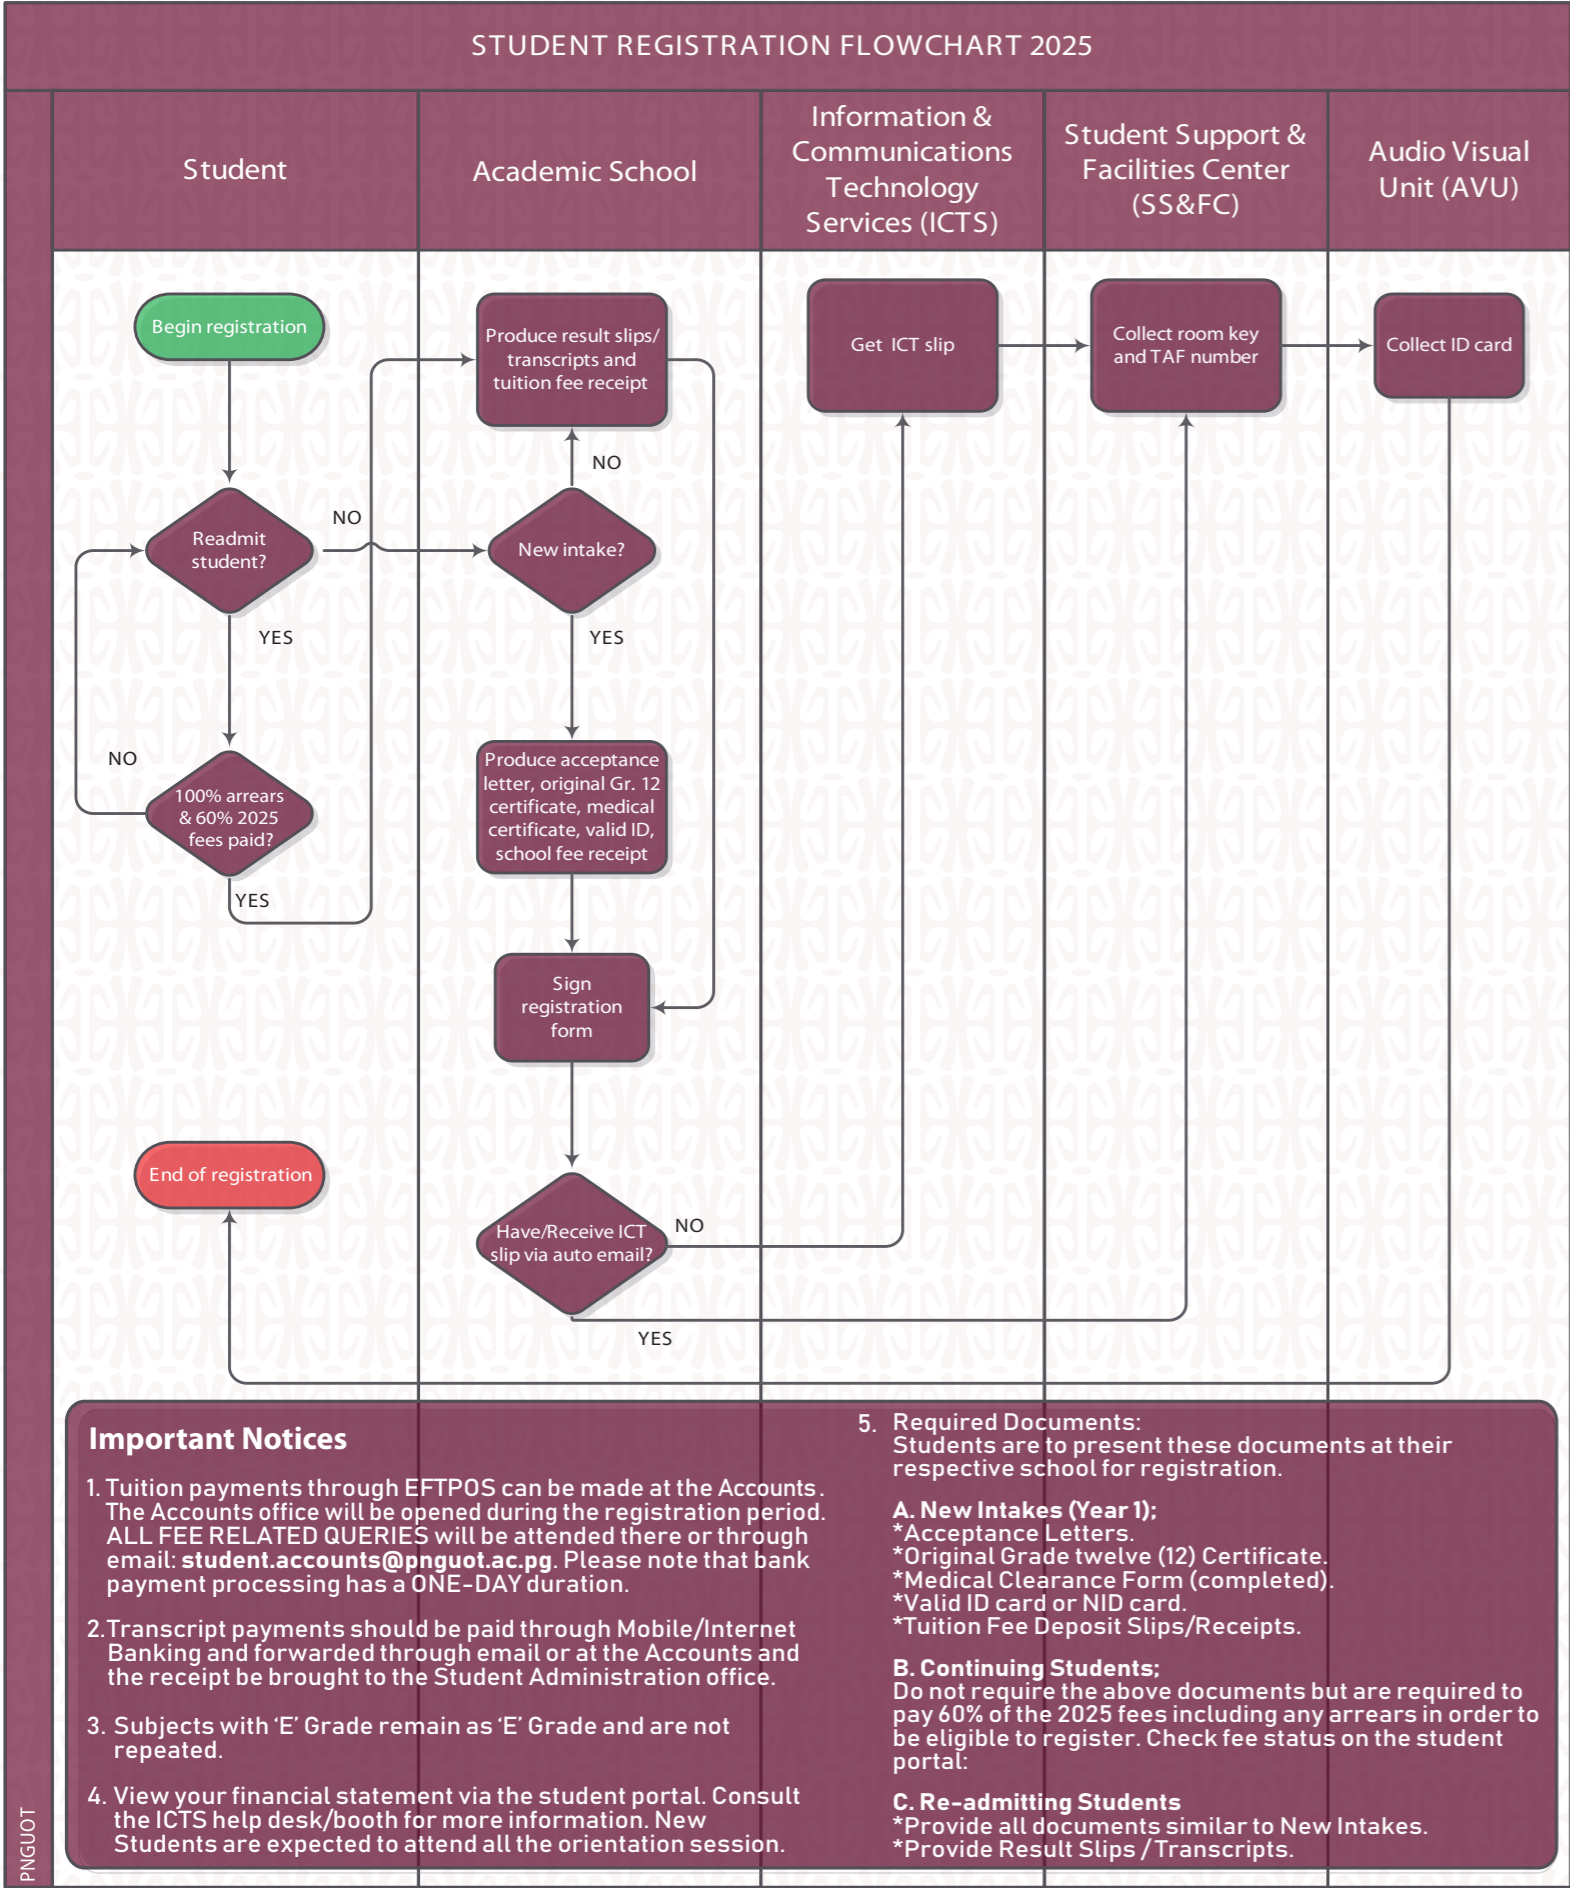 STUDENT REGISTRATION FLOWCHART 2025
Student
Academic School
Information &
Communications
Technology
Services (ICTS)
Student Support &
Facilities Center
(SS&FC)
Audio Visual
Unit (AVU)
Begin registration
Produce result slips/
transcripts and
tuition fee receipt
Get ICT slip
Collect room key
and TAF number
Collect ID card
NO
Readmit
student?
NO
New intake?
YES
YES
NO
100% arrears
& 60% 2025
fees paid?
YES
Produce acceptance
letter, original Gr. 12
certificate, medical
certificate, valid ID,
school fee receipt
Sign
registration
form
End of registration
Have/Receive ICT
slip via auto email?
NO
YES
Important Notices
1. Tuition payments through EFTPOS can be made at the Accounts.
The Accounts office will be opened during the registration period.
ALL FEE RELATED QUERIES will be attended there or through
email: student.accounts@pnguot.ac.pg. Please note that bank
payment processing has a ONE-DAY duration.
2.Transcript payments should be paid through Mobile/Internet
Banking and forwarded through email or at the Accounts and
the receipt be brought to the Student Administration office.
3. Subjects with ‘E’ Grade remain as ‘E’ Grade and are not
repeated.
4. View your financial statement via the student portal. Consult
the ICTS help desk/booth for more information. New
Students are expected to attend all the orientation session.
5. Required Documents:
Students are to present these documents at their
respective school for registration.
A. New Intakes (Year 1);
*Acceptance Letters.
*Original Grade twelve (12) Certificate.
*Medical Clearance Form (completed).
*Valid ID card or NID card.
*Tuition Fee Deposit Slips/Receipts.
B. Continuing Students;
Do not require the above documents but are required to
pay 60% of the 2025 fees including any arrears in order to
be eligible to register. Check fee status on the student
portal:
C. Re-admitting Students
*Provide all documents similar to New Intakes.
*Provide Result Slips / Transcripts.
PNGUOT